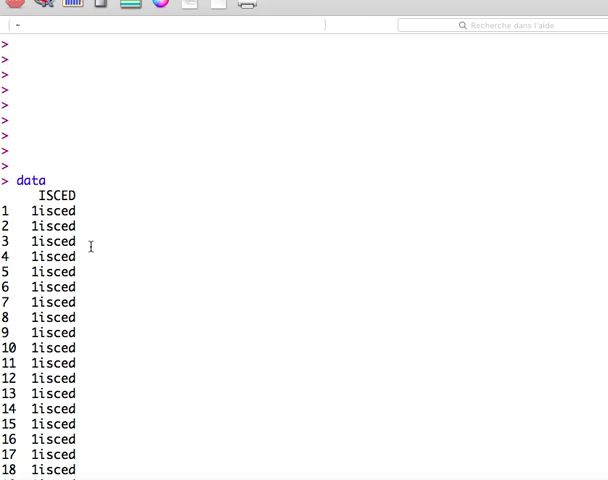 -
Recherche dans l'aide
>
>
>
>
>
>
>
>
>
> data
ISCED
1 1isced
2 1isced
3 1isced
4 1isced
5 1isced
6 1isced
7 1isced
8 1isced
9 1isced
10 1isced
11 1isced
12 1isced
13 1isced
14 1isced
15 1isced
16 1isced
17 1isced
18 1isced